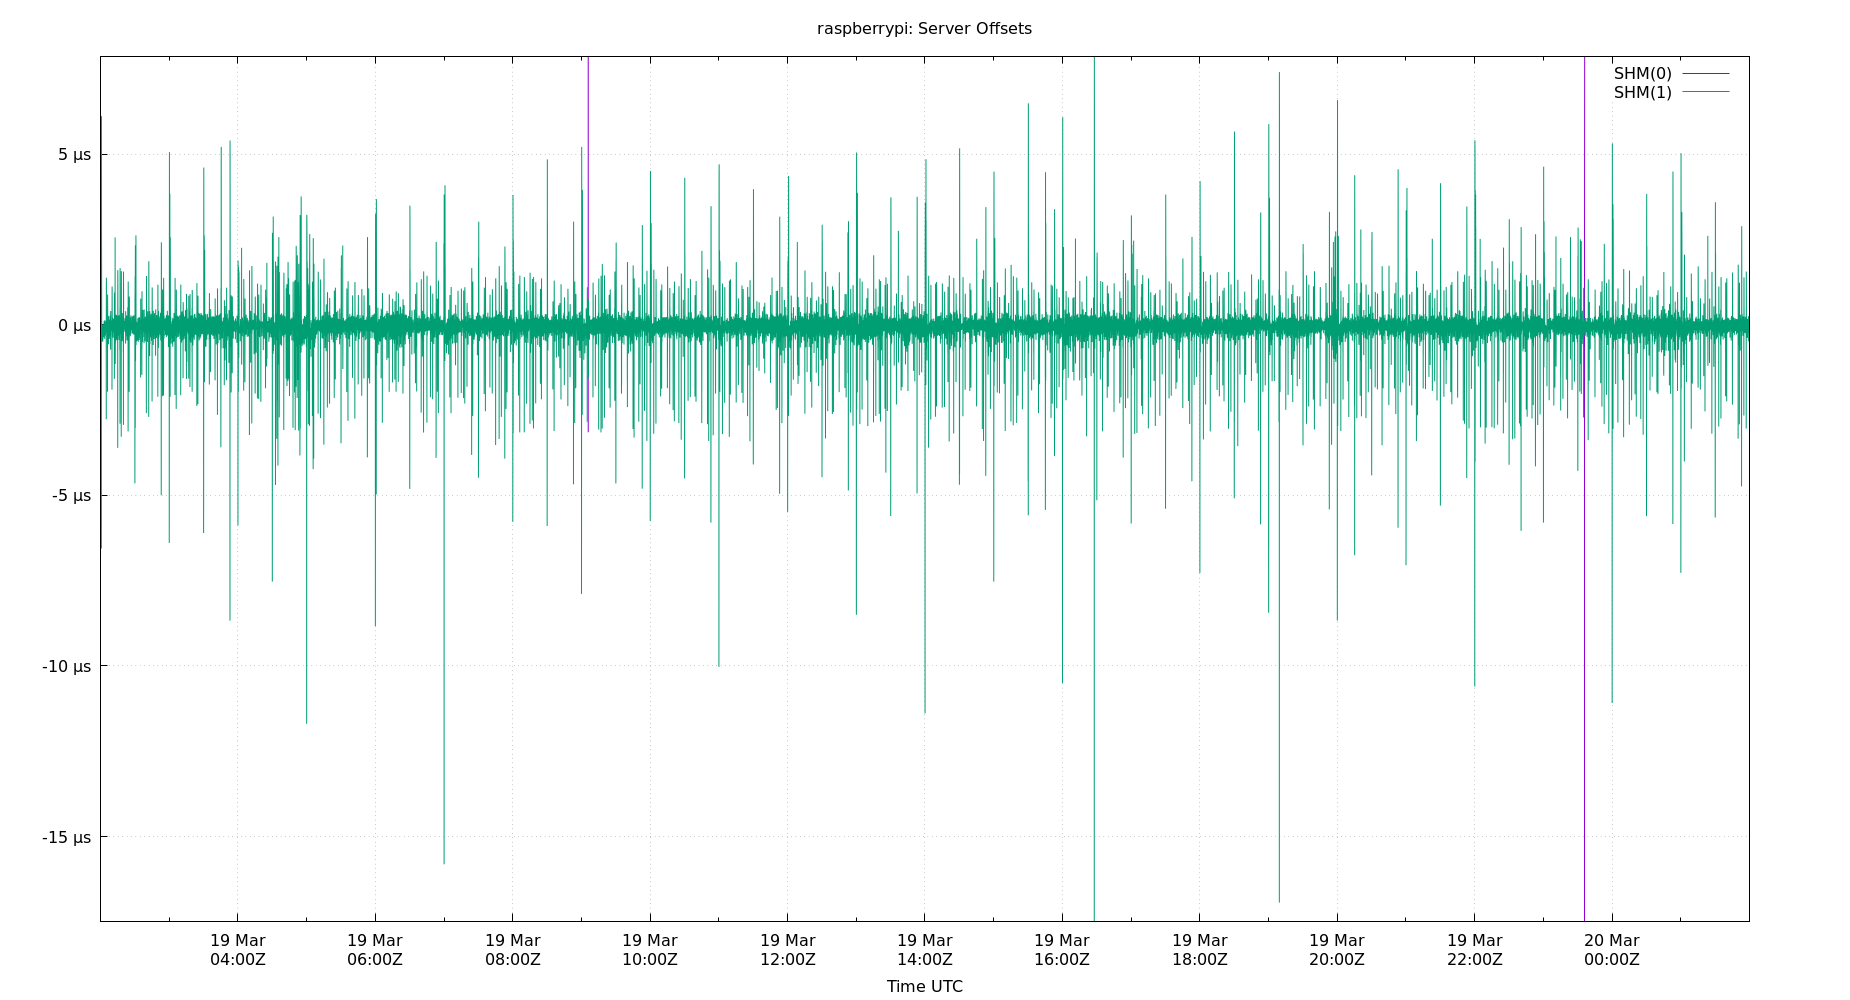 raspberrypi: Server Offsets
SHM(0)
SHM(1)
5 µs
0 µs
-5 µs
-10 µs
-15 µs
19 Mar 19 Mar 19 Mar 19 Mar 19 Mar 19 Mar 19 Mar 19 Mar 19 Mar 19 Mar 20 Mar
04:00Z 06:00Z 08:00Z 10:00Z 12:00Z 14:00Z 16:00Z 18:00Z 20:00Z 22:00Z 00:00Z
Time UTC